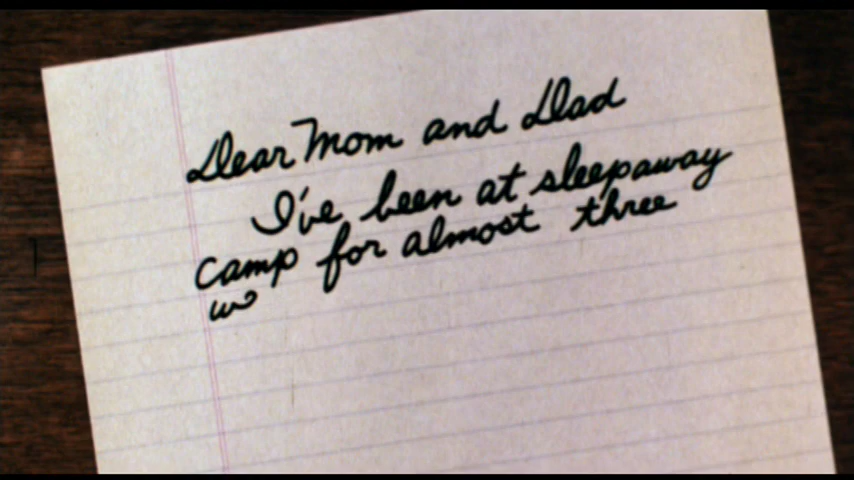 Dear Mom and Dad
I've been at sleepaway
camp for almost three
w